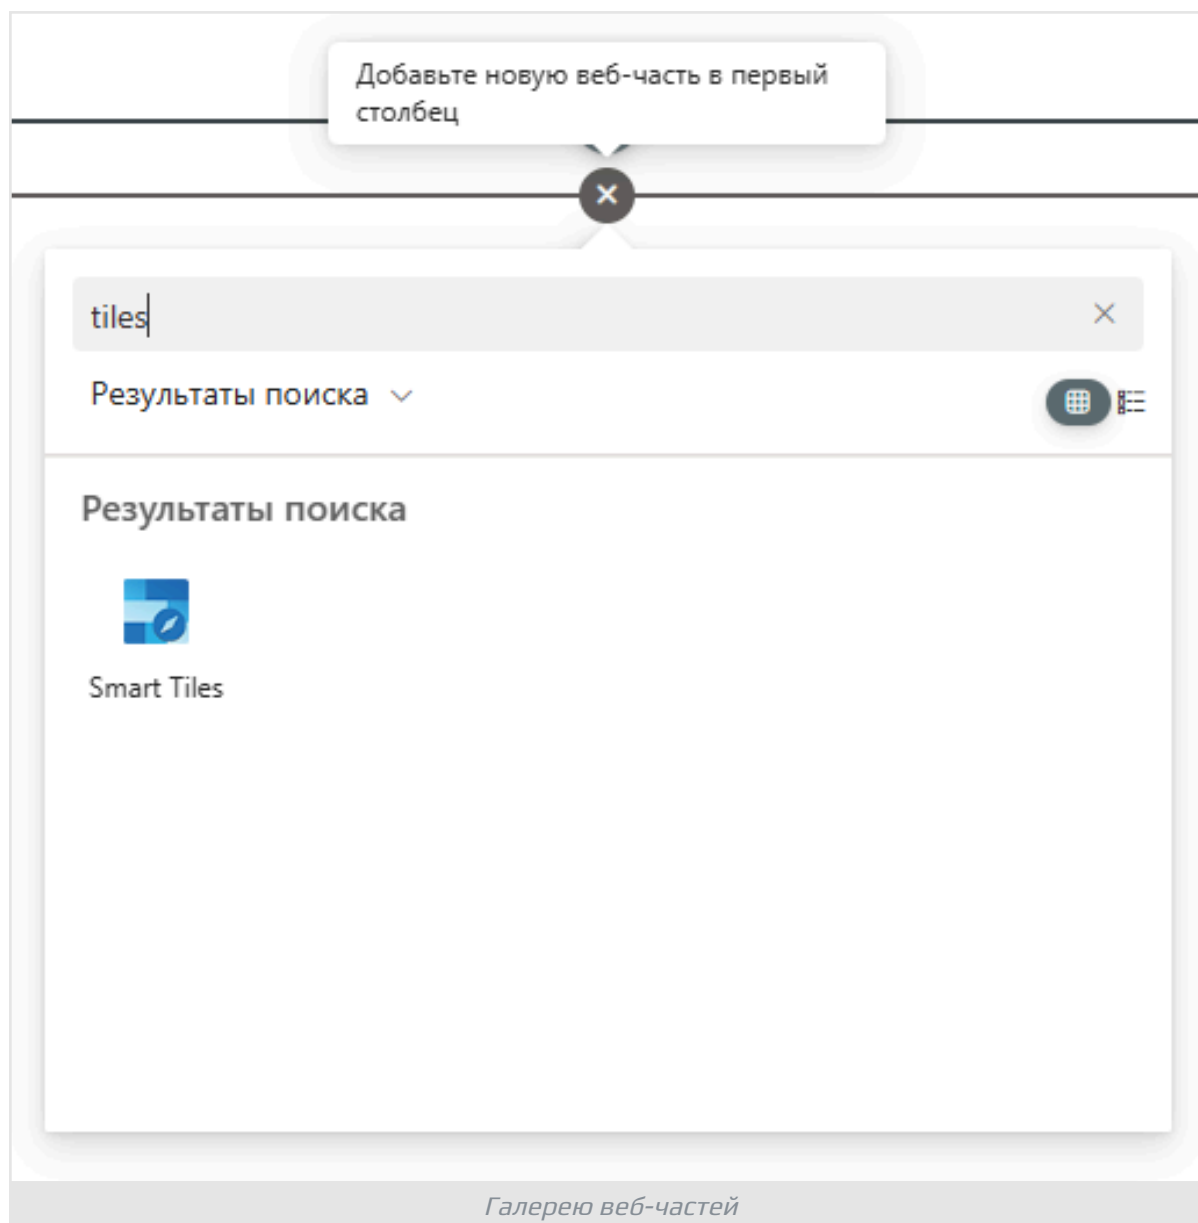 Добавьте новую веб-часть в первый
столбец
tiles
Результаты поиска
Результаты поиска
Smart Tiles
Галерею веб-частей